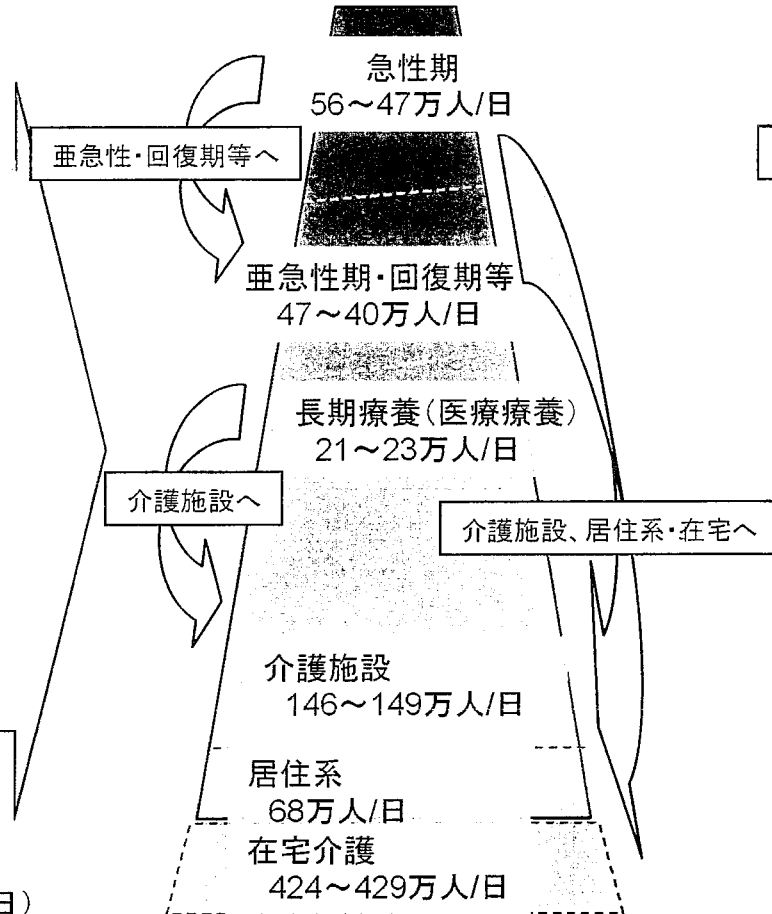 急性期
56～47万人/日
亜急性・回復期等へ
亜急性期・回復期等
47～40万人/日
長期療養(医療療養)
21～23万人/日
介護施設へ
介護施設、居住系・在宅へ
介護施設
146～149万人/日
居住系
68万人/日
在宅介護
424～429万人/日
日)